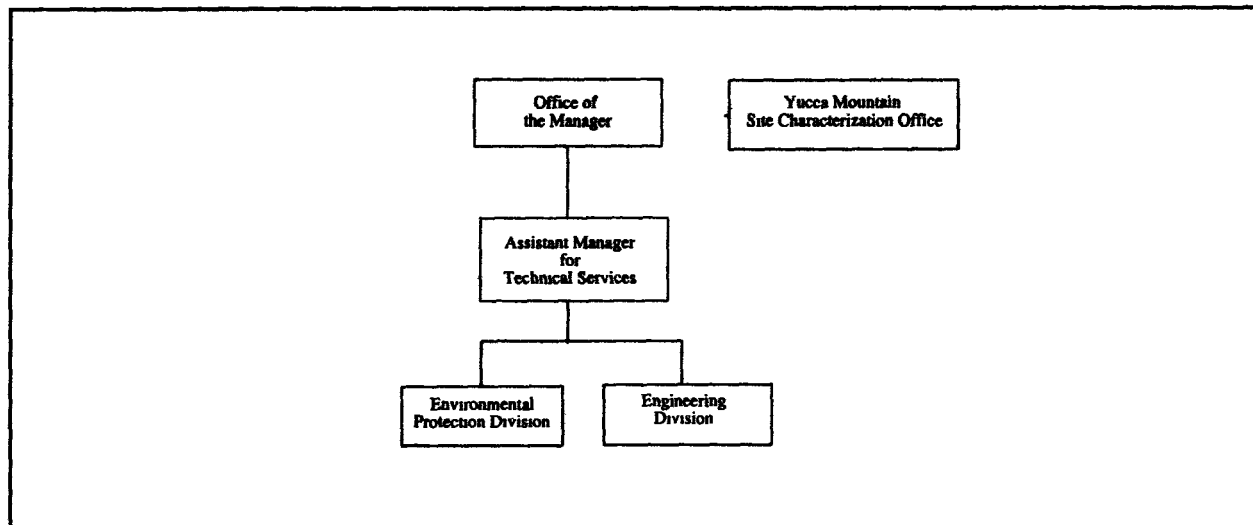 Office of
the Manager
Yucca Mountain
Site Characterization Office
Assistant Manager
for
Technical Services
Environmental
Protection Division
Engineering
Division